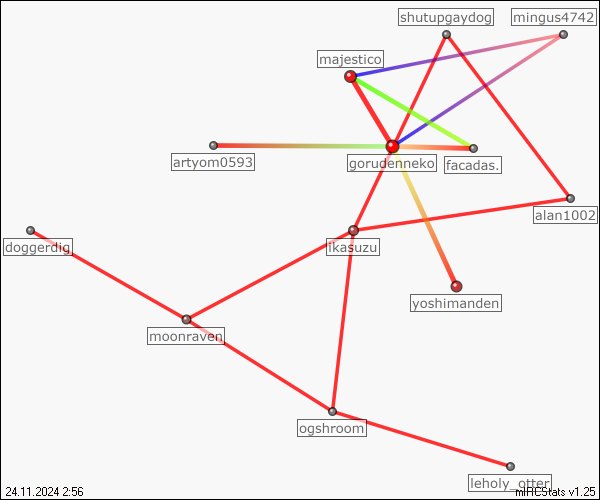 shutupgaydog
mingus4742
majestico
artyom0593
gorudenneko
facadas.
alan1002
doggerdig
ikasuzu
yoshimanden
moonraven
ogshroom
leholy_otter
24.11.2024 2:56
mIRCStats v1.25